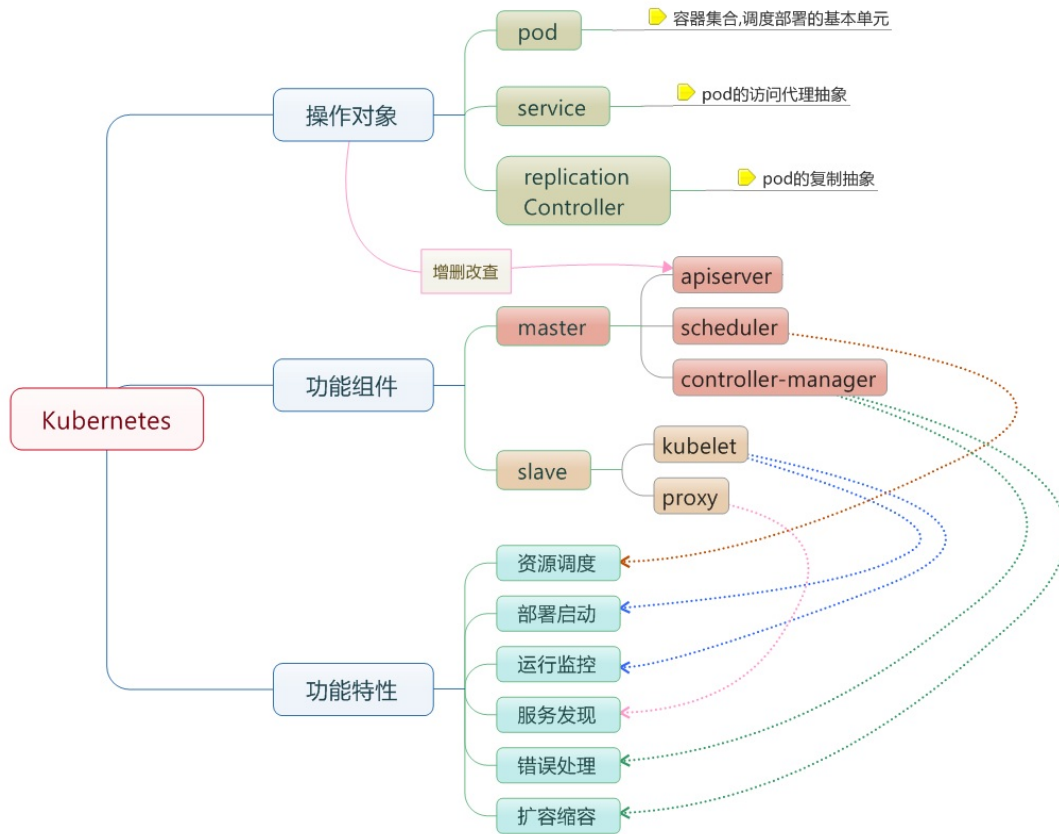 pod
容器集合,调度部署的基本单元
操作对象
service
pod的访问代理抽象
replication
Controller
pod的复制抽象
增删改查
apiserver
master
scheduler
功能组件
controller-manager
Kubernetes
kubelet
slave
proxy
资源调度
部署启动
运行监控
功能特性
服务发现
错误处理
扩容缩容